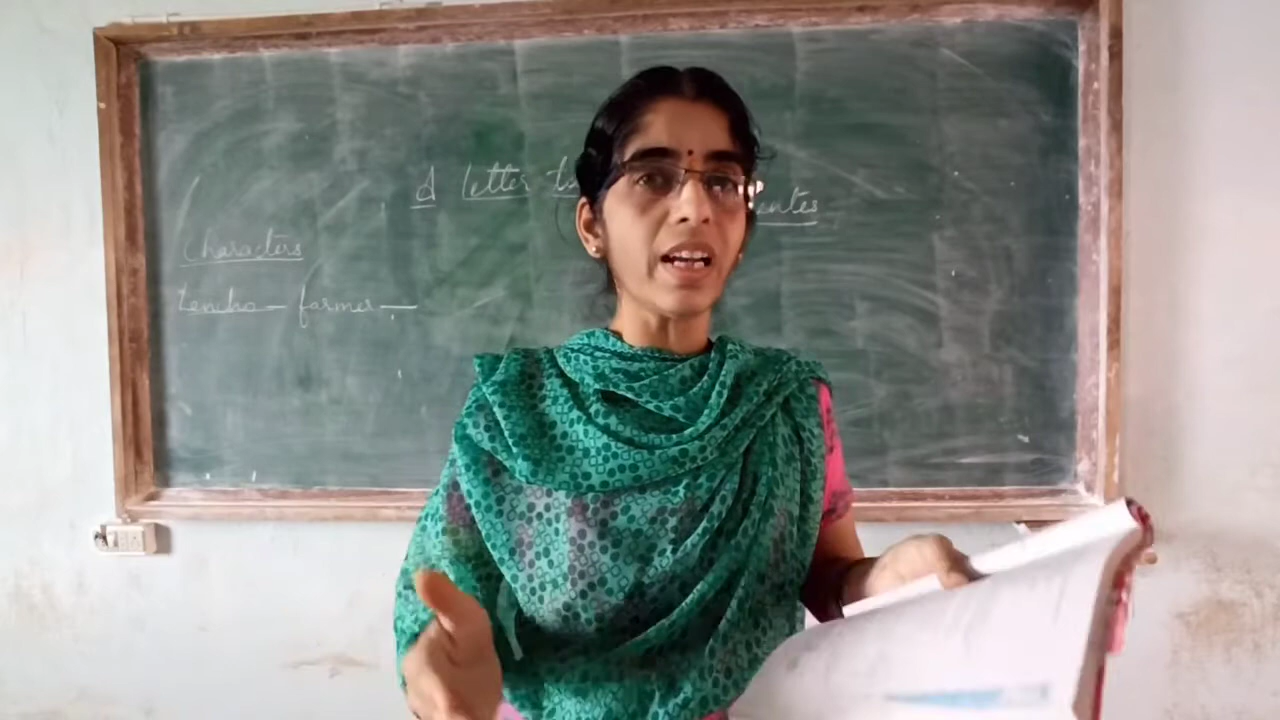 A letter to
Characters
Lencho - farmer -